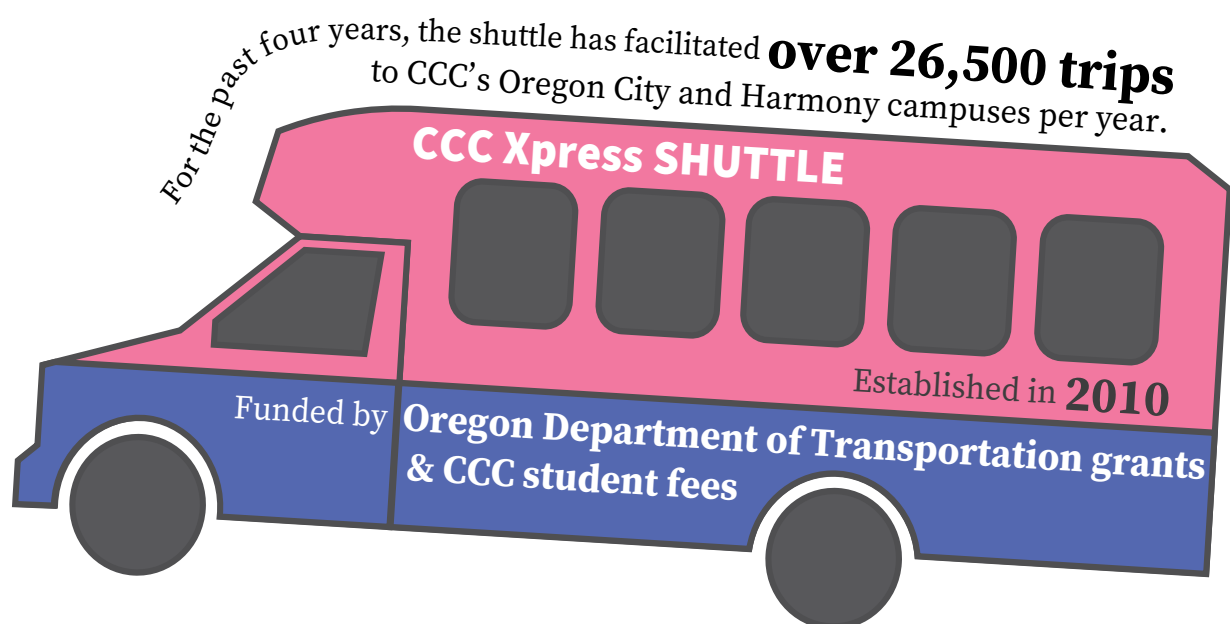 For the past four years, the shuttle has facilitated over 26,500 trips
to CCC’s Oregon City and Harmony campuses per year.
CCC Xpress SHUTTLE
Established in 2010
Funded by Oregon Department of Transportation grants
& CCC student fees